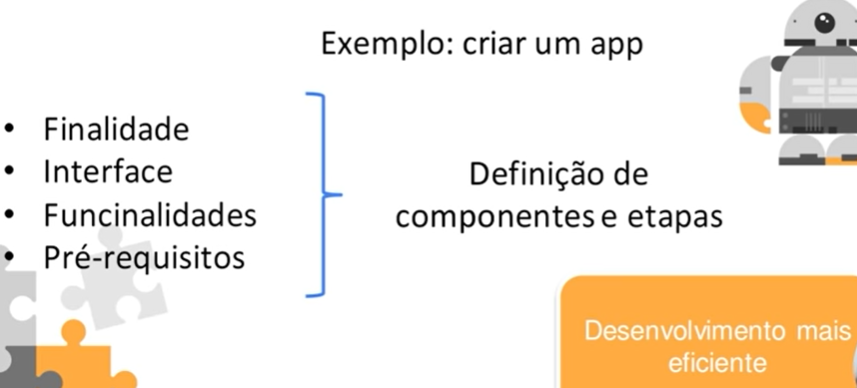 Exemplo: criar um app
• Finalidade
• Interface
• Funcinalidades
• Pré-requisitos
Definição de
componentes e etapas
Desenvolvimento mais
eficiente